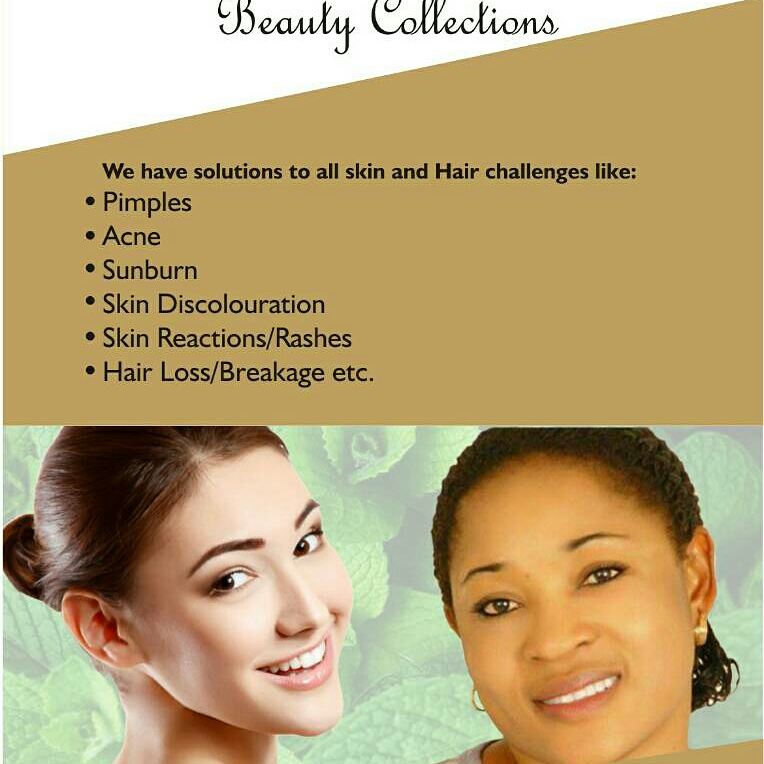 Beauty Collections
We have solutions to all skin and Hair challenges like:
• Pimples
• Acne
• Sunburn
• Skin Discolouration
• Skin Reactions/Rashes
• Hair Loss/Breakage etc.